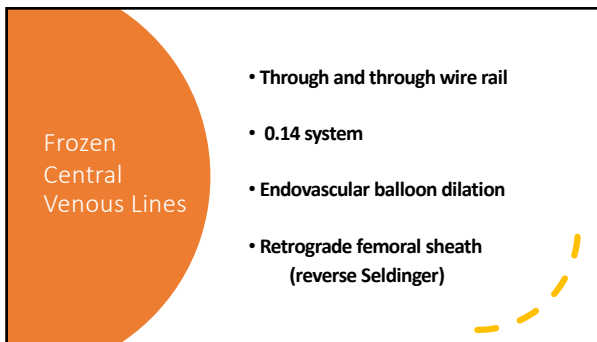 Frozen
Central
Venous Lines
• Through and through wire rail
• 0.14 system
• Endovascular balloon dilation
• Retrograde femoral sheath
(reverse Seldinger)